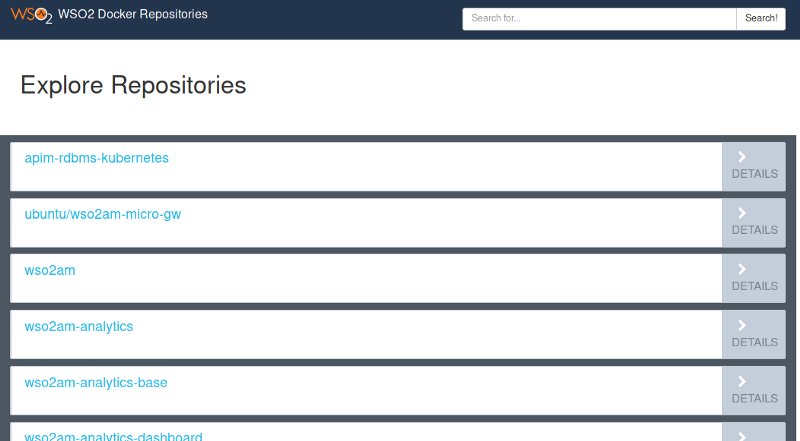 WSO2 WSO2 Docker Repositories
Search for...
Search!
Explore Repositories
apim-rdbms-kubernetes
DETAILS
ubuntu/wso2am-micro-gw
DETAILS
wso2am
DETAILS
wso2am-analytics
DETAILS
wso2am-analytics-base
DETAILS
wso2am-analytics-dashboard